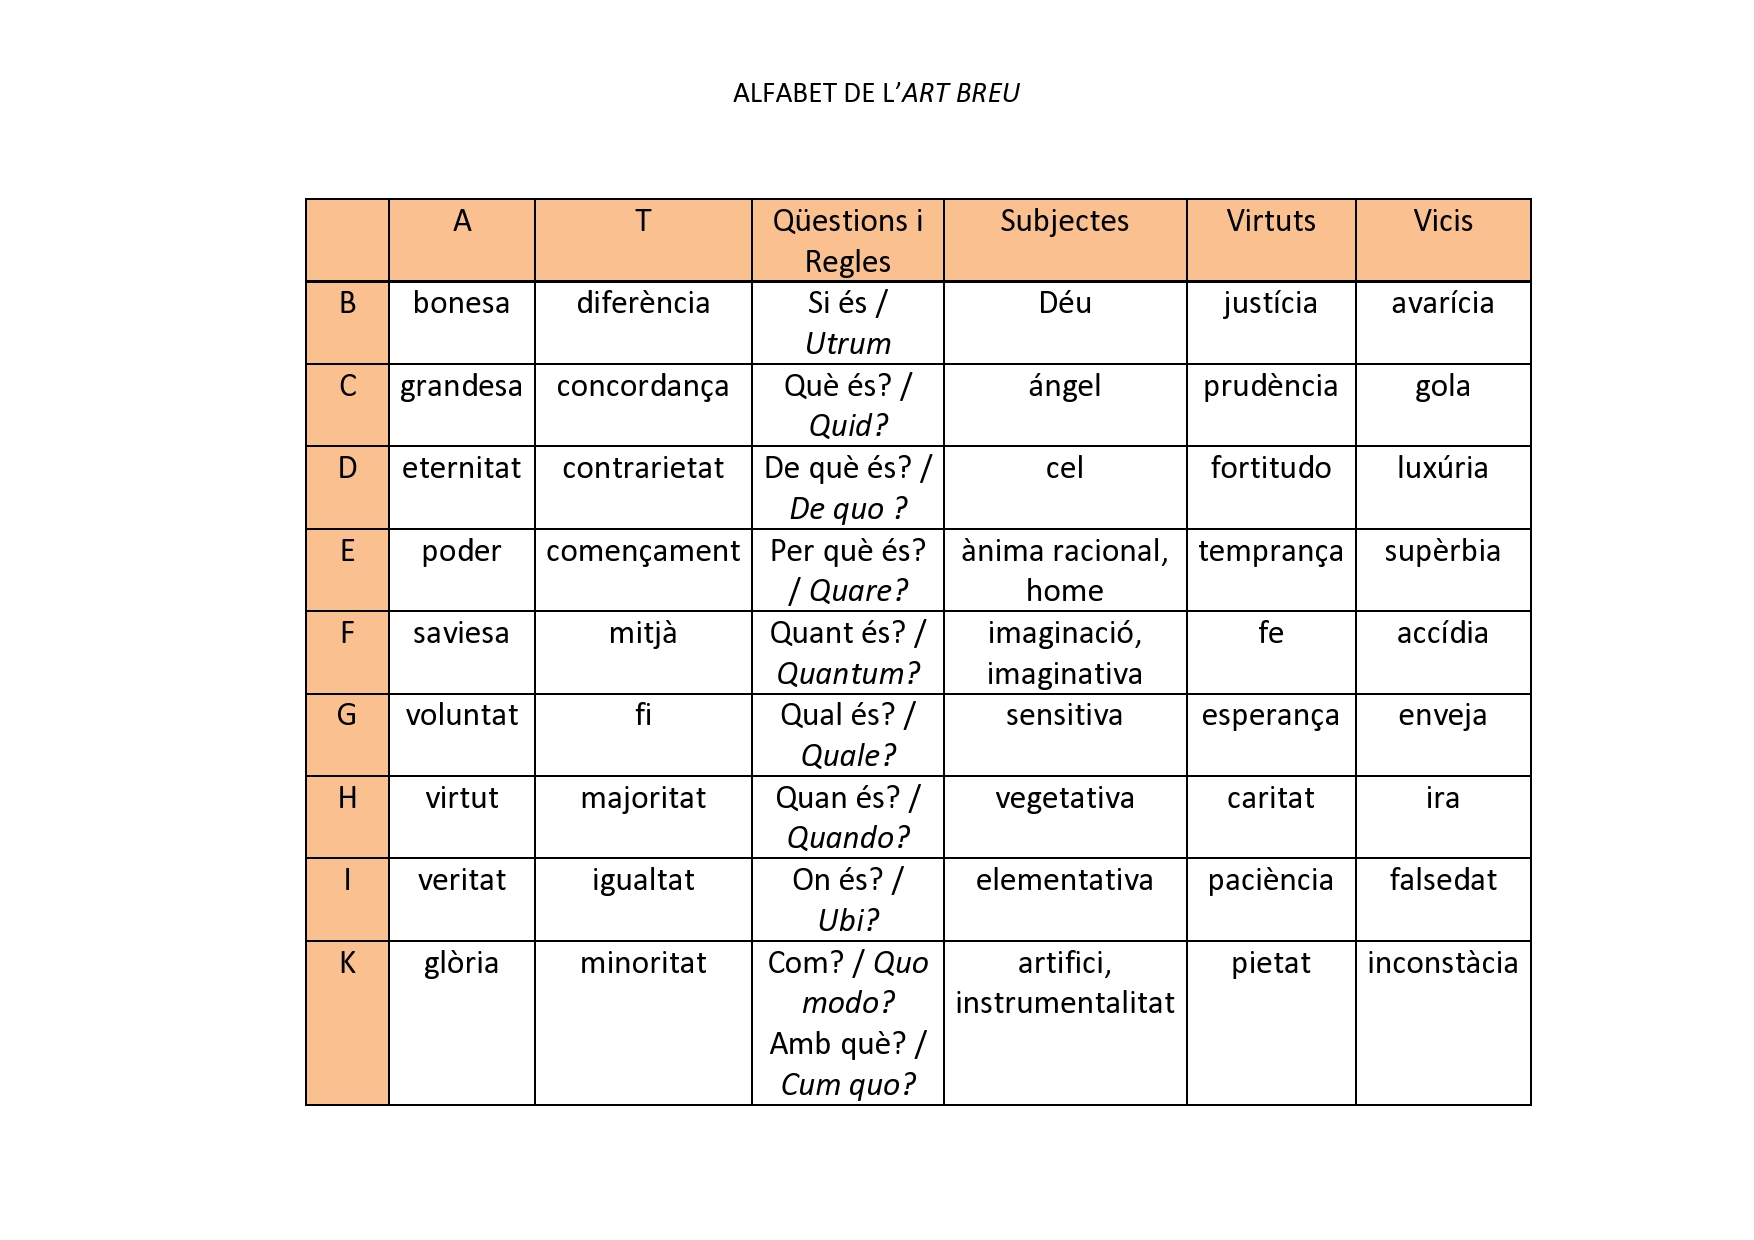 ALFABET DE L’ART BREU
A T Qüestions i Subjectes Virtuts Vicis
Regles
B bonesa diferència Si és / Déu justícia avarícia
Utrum
C grandesa concordança Què és? / ángel prudència gola
Quid?
D eternitat contrarietat De què és? / cel fortitudo luxúria
De quo ?
E poder començament Per què és? ànima racional, temprança supèrbia
/ Quare? home
F saviesa mitjà Quant és? / imaginació, fe accídia
Quantum? imaginativa
G voluntat fi Qual és? / sensitiva esperança enveja
Quale?
H virtut majoritat Quan és? / vegetativa caritat ira
Quando?
I veritat igualtat On és? / elementativa paciència falsedat
Ubi?
K glòria minoritat Com? / Quo artifici, pietat inconstàcia
modo? instrumentalitat
Amb què? /
Cum quo?